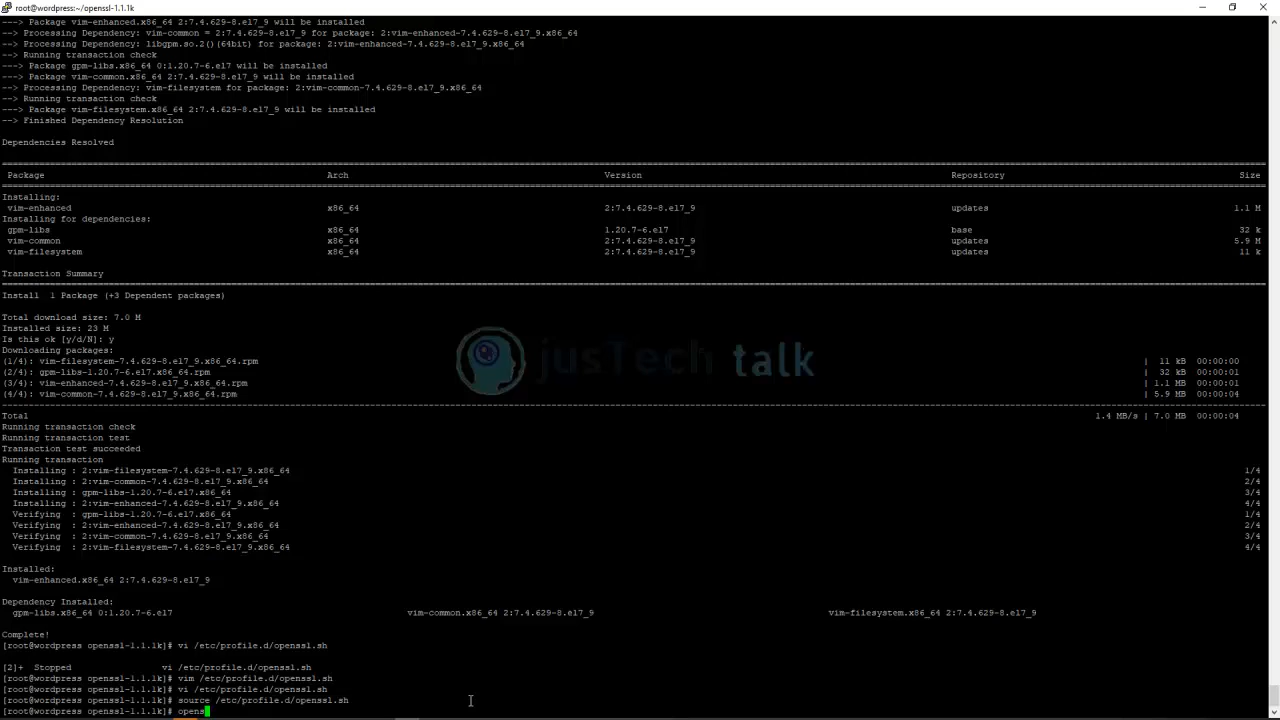 root@wordpress:~/openssl-1.1.1k
---> Package vim-enhanced.x86_64 2:7.4.629-8.el7_9 will be installed
--> Processing Dependency: vim-common = 2:7.4.629-8.el7_9 for package: 2:vim-enhanced-7.4.629-8.el7_9.x86_64
--> Processing Dependency: libgpm.so.2()(64bit) for package: 2:vim-enhanced-7.4.629-8.el7_9.x86_64
--> Running transaction check
---> Package gpm-libs.x86_64 0:1.20.7-6.el7 will be installed
---> Package vim-common.x86_64 2:7.4.629-8.el7_9 will be installed
--> Processing Dependency: vim-filesystem for package: 2:vim-common-7.4.629-8.el7_9.x86_64
--> Running transaction check
---> Package vim-filesystem.x86_64 2:7.4.629-8.el7_9 will be installed
--> Finished Dependency Resolution
Dependencies Resolved
Package Arch Version Repository Size
Installing:
vim-enhanced x86_64 2:7.4.629-8.el7_9 updates 1.1 M
Installing for dependencies:
gpm-libs x86_64 1.20.7-6.el7 base 32 k
vim-common x86_64 2:7.4.629-8.el7_9 updates 5.9 M
vim-filesystem x86_64 2:7.4.629-8.el7_9 updates 11 k
Transaction Summary
Install 1 Package (+3 Dependent packages)
Total download size: 7.0 M
Installed size: 23 M
Is this ok [y/d/N]: y
Downloading packages:
(1/4): vim-filesystem-7.4.629-8.el7_9.x86_64.rpm | 11 kB 00:00:00
(2/4): gpm-libs-1.20.7-6.el7.x86_64.rpm | 32 kB 00:00:01
(3/4): vim-enhanced-7.4.629-8.el7_9.x86_64.rpm | 1.1 MB 00:00:01
(4/4): vim-common-7.4.629-8.el7_9.x86_64.rpm | 5.9 MB 00:00:04
jusTech talk
Total 1.4 MB/s | 7.0 MB 00:00:04
Running transaction check
Running transaction test
Transaction test succeeded
Running transaction
Installing : 2:vim-filesystem-7.4.629-8.el7_9.x86_64 1/4
Installing : 2:vim-common-7.4.629-8.el7_9.x86_64 2/4
Installing : gpm-libs-1.20.7-6.el7.x86_64 3/4
Installing : 2:vim-enhanced-7.4.629-8.el7_9.x86_64 4/4
Verifying : gpm-libs-1.20.7-6.el7.x86_64 1/4
Verifying : 2:vim-enhanced-7.4.629-8.el7_9.x86_64 2/4
Verifying : 2:vim-common-7.4.629-8.el7_9.x86_64 3/4
Verifying : 2:vim-filesystem-7.4.629-8.el7_9.x86_64 4/4
Installed:
vim-enhanced.x86_64 2:7.4.629-8.el7_9
Dependency Installed:
gpm-libs.x86_64 0:1.20.7-6.el7 vim-common.x86_64 2:7.4.629-8.el7_9 vim-filesystem.x86_64 2:7.4.629-8.el7_9
Complete!
[root@wordpress openssl-1.1.1k]# vi /etc/profile.d/openssl.sh
[2]+ Stopped vi /etc/profile.d/openssl.sh
[root@wordpress openssl-1.1.1k]# vim /etc/profile.d/openssl.sh
[root@wordpress openssl-1.1.1k]# vi /etc/profile.d/openssl.sh
[root@wordpress openssl-1.1.1k]# source /etc/profile.d/openssl.sh
[root@wordpress openssl-1.1.1k]# opens